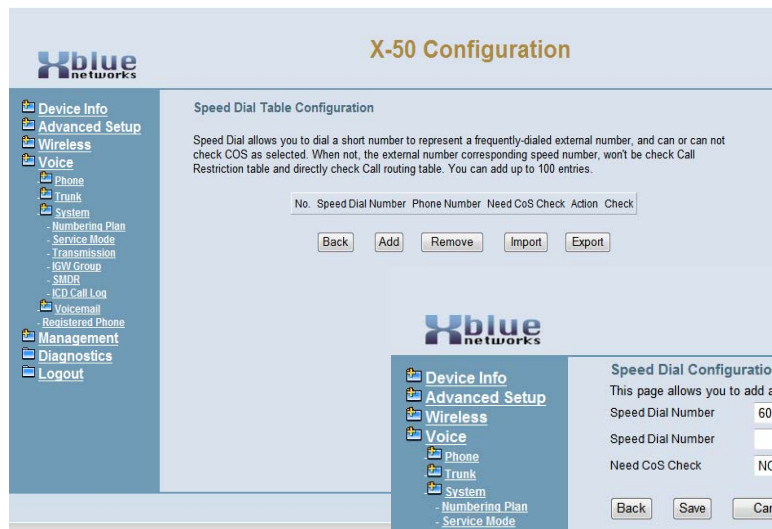 Xblue
networks
X-50 Configuration
Device Info
Advanced Setup
Wireless
Voice
Phone
Trunk
System
- Numbering Plan
- Service Mode
- Transmission
- IGW Group
- SMDR
- ICD Call Log
Voicemail
- Registered Phone
Management
Diagnostics
Logout
Speed Dial Table Configuration
Speed Dial allows you to dial a short number to represent a frequently-dialed external number, and can or can not
check COS as selected. When not, the external number corresponding speed number, won't be check Call
Restriction table and directly check Call routing table. You can add up to 100 entries.
No. Speed Dial Number Phone Number Need CoS Check Action Check
Back Add Remove Import Export
Xblue
networks
Device Info
Advanced Setup
Wireless
Voice
Phone
Trunk
System
- Numbering Plan
- Service Mode
Speed Dial Configuratio
This page allows you to add a
Speed Dial Number 60
Speed Dial Number
Need CoS Check NO
Back Save Can